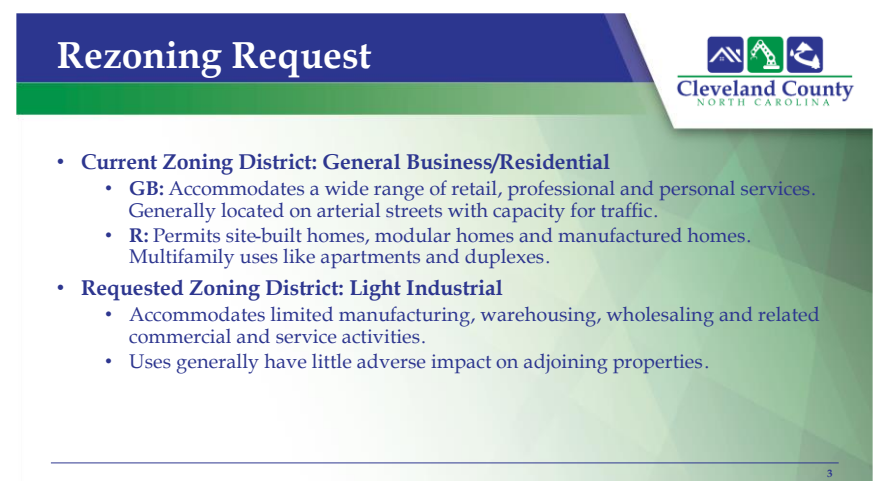 Rezoning Request
Cleveland County
NORTH CAROLINA
• Current Zoning District: General Business/Residential
• GB: Accommodates a wide range of retail, professional and personal services.
Generally located on arterial streets with capacity for traffic.
• R: Permits site-built homes, modular homes and manufactured homes.
Multifamily uses like apartments and duplexes.
• Requested Zoning District: Light Industrial
• Accommodates limited manufacturing, warehousing, wholesaling and related
commercial and service activities.
• Uses generally have little adverse impact on adjoining properties.
3